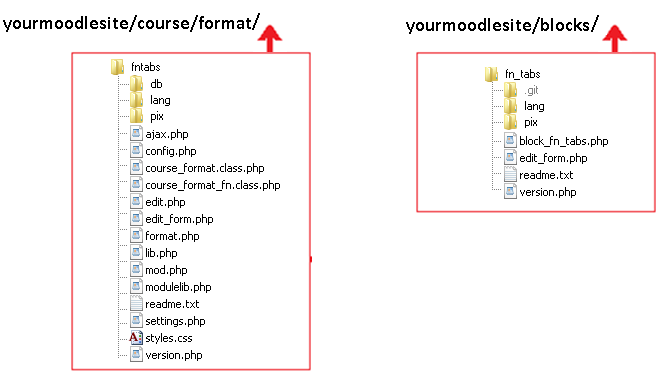 yourmoodlesite/course/format/
fntabs
db
lang
pix
ajax.php
config.php
course_format.class.php
course_format_fn.class.php
edit.php
edit_form.php
format.php
lib.php
mod.php
modulelib.php
readme.txt
settings.php
styles.css
version.php
yourmoodlesite/blocks/
fn_tabs
.git
lang
pix
block_fn_tabs.php
edit_form.php
readme.txt
version.php